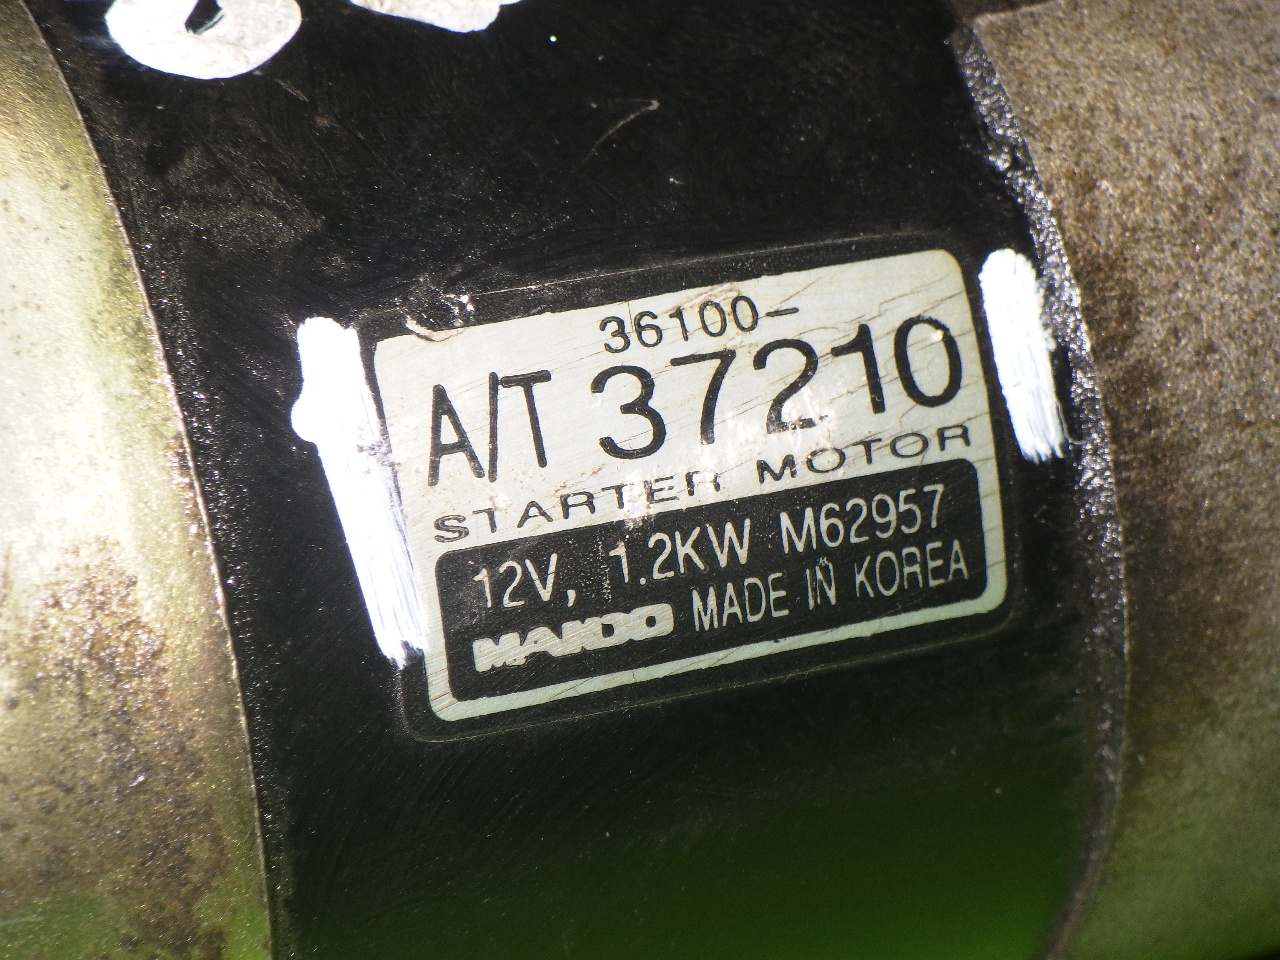 36100-
A/T 37210
STARTER MOTOR
12V, 1.2KW M62957
MANDO MADE IN KOREA